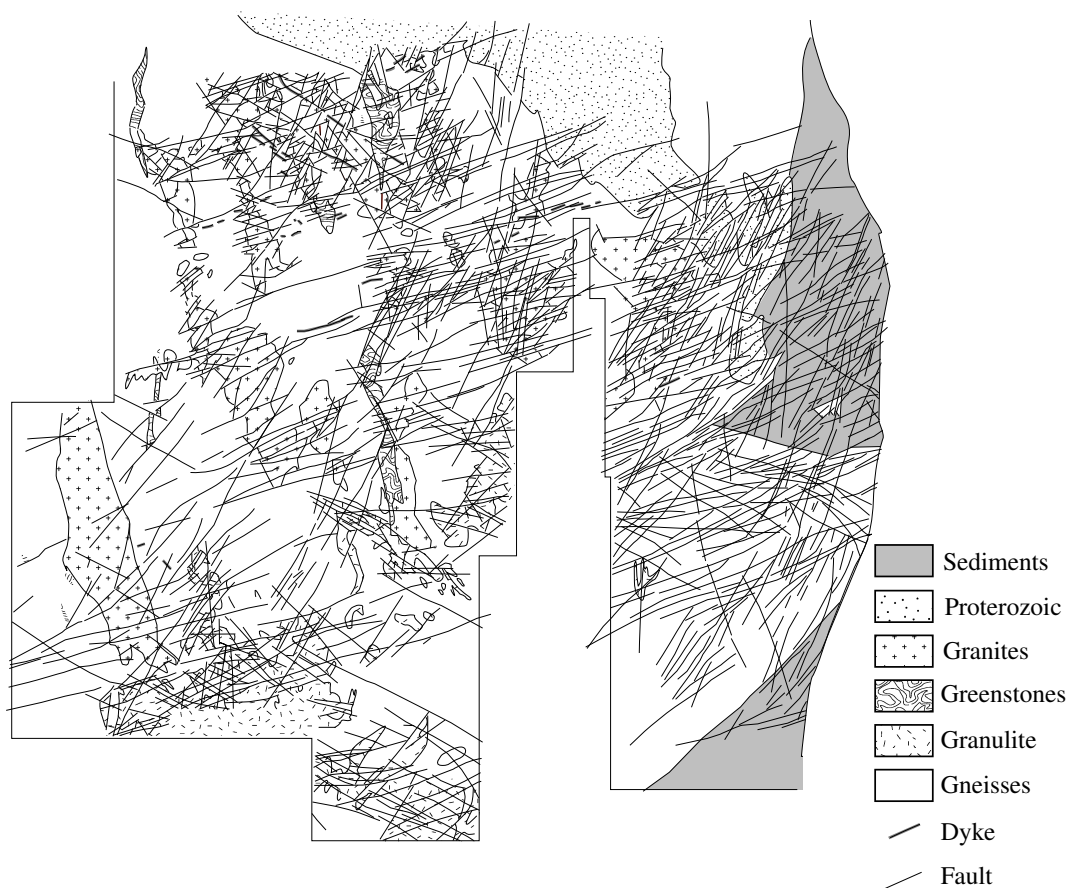 Sediments
Proterozoic
Granites
Greenstones
Granulite
Gneisses
Dyke
Fault